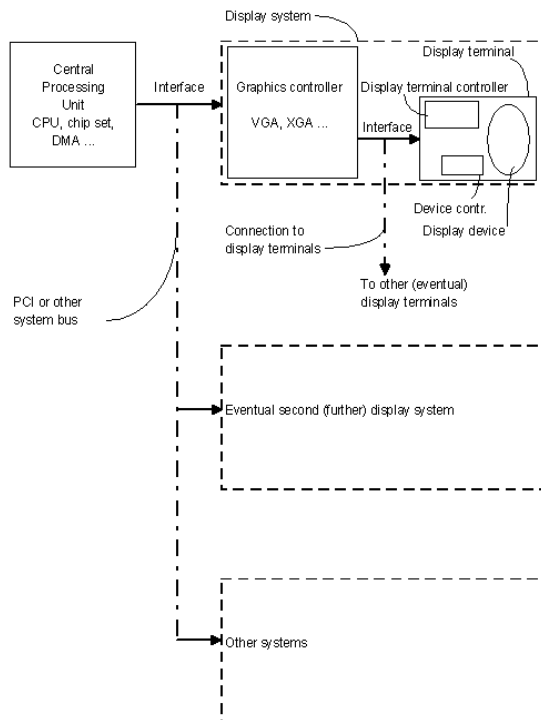 Display system
Central
Processing
Unit
CPU, chip set,
DMA ...
Interface
Graphics controller
VGA, XGA ...
Display terminal
Display terminal controller
Interface
Device contr.
Display device
Connection to
display terminals
To other (eventual)
display terminals
PCI or other
system bus
Eventual second (further) display system
Other systems